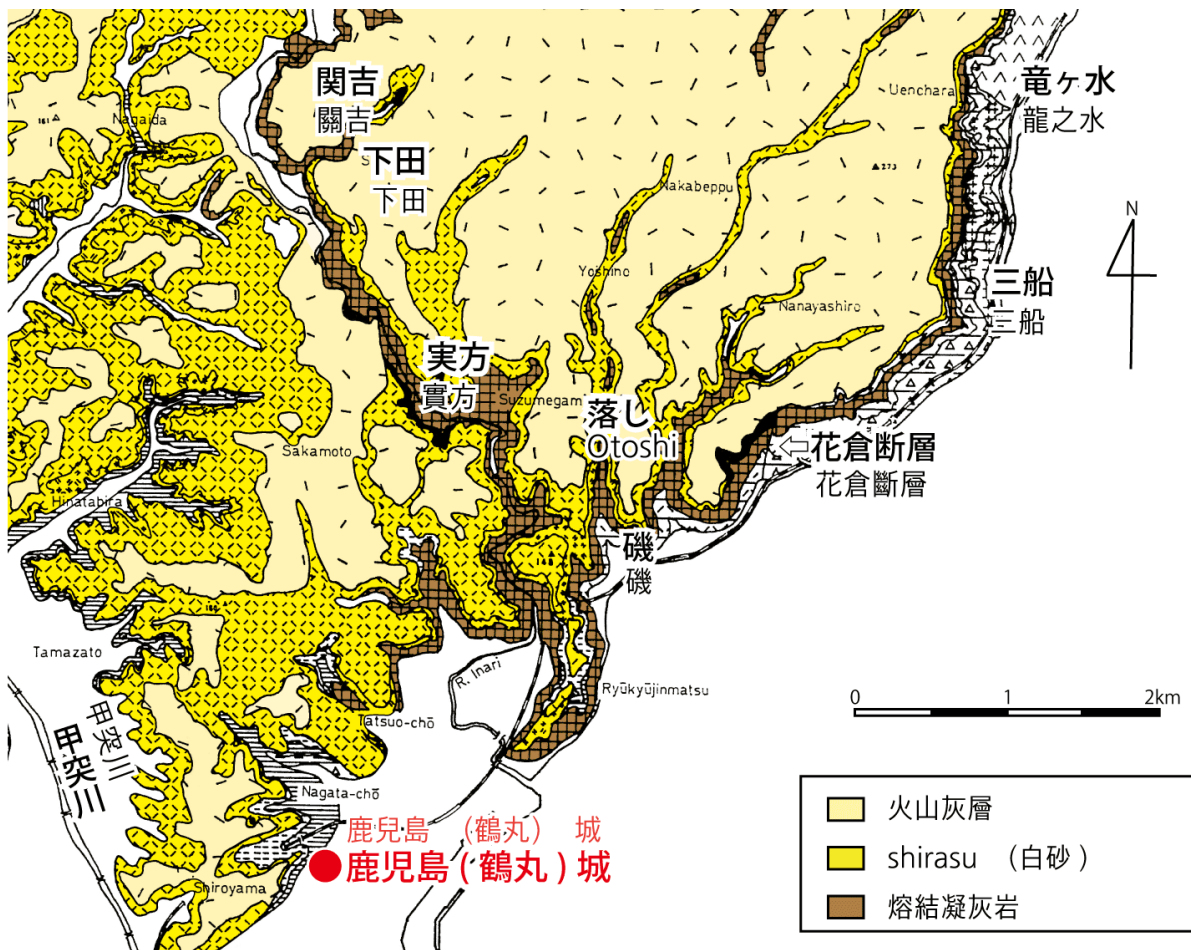 関吉
關吉
Nagaida
161
下田
下田
Uenchara
竜ヶ水
龍之水
Nakabeppu
273
N
Yoshino
三船
三船
Nanayashiro
実方
實方
Suzumegam
落し
Otoshi
⇦花倉断層
花倉斷層
Sakamoto
Hinatabira
磯
磯
Tamazato
R. Inari
Ryūkyūjinmatsu
甲突川
甲突川
Tatsuo-chō
0 1 2km
Nagata-chō
鹿兒島 （鶴丸） 城
鹿児島(鶴丸)城
Shiroyama
火山灰層
shirasu （白砂）
熔結凝灰岩